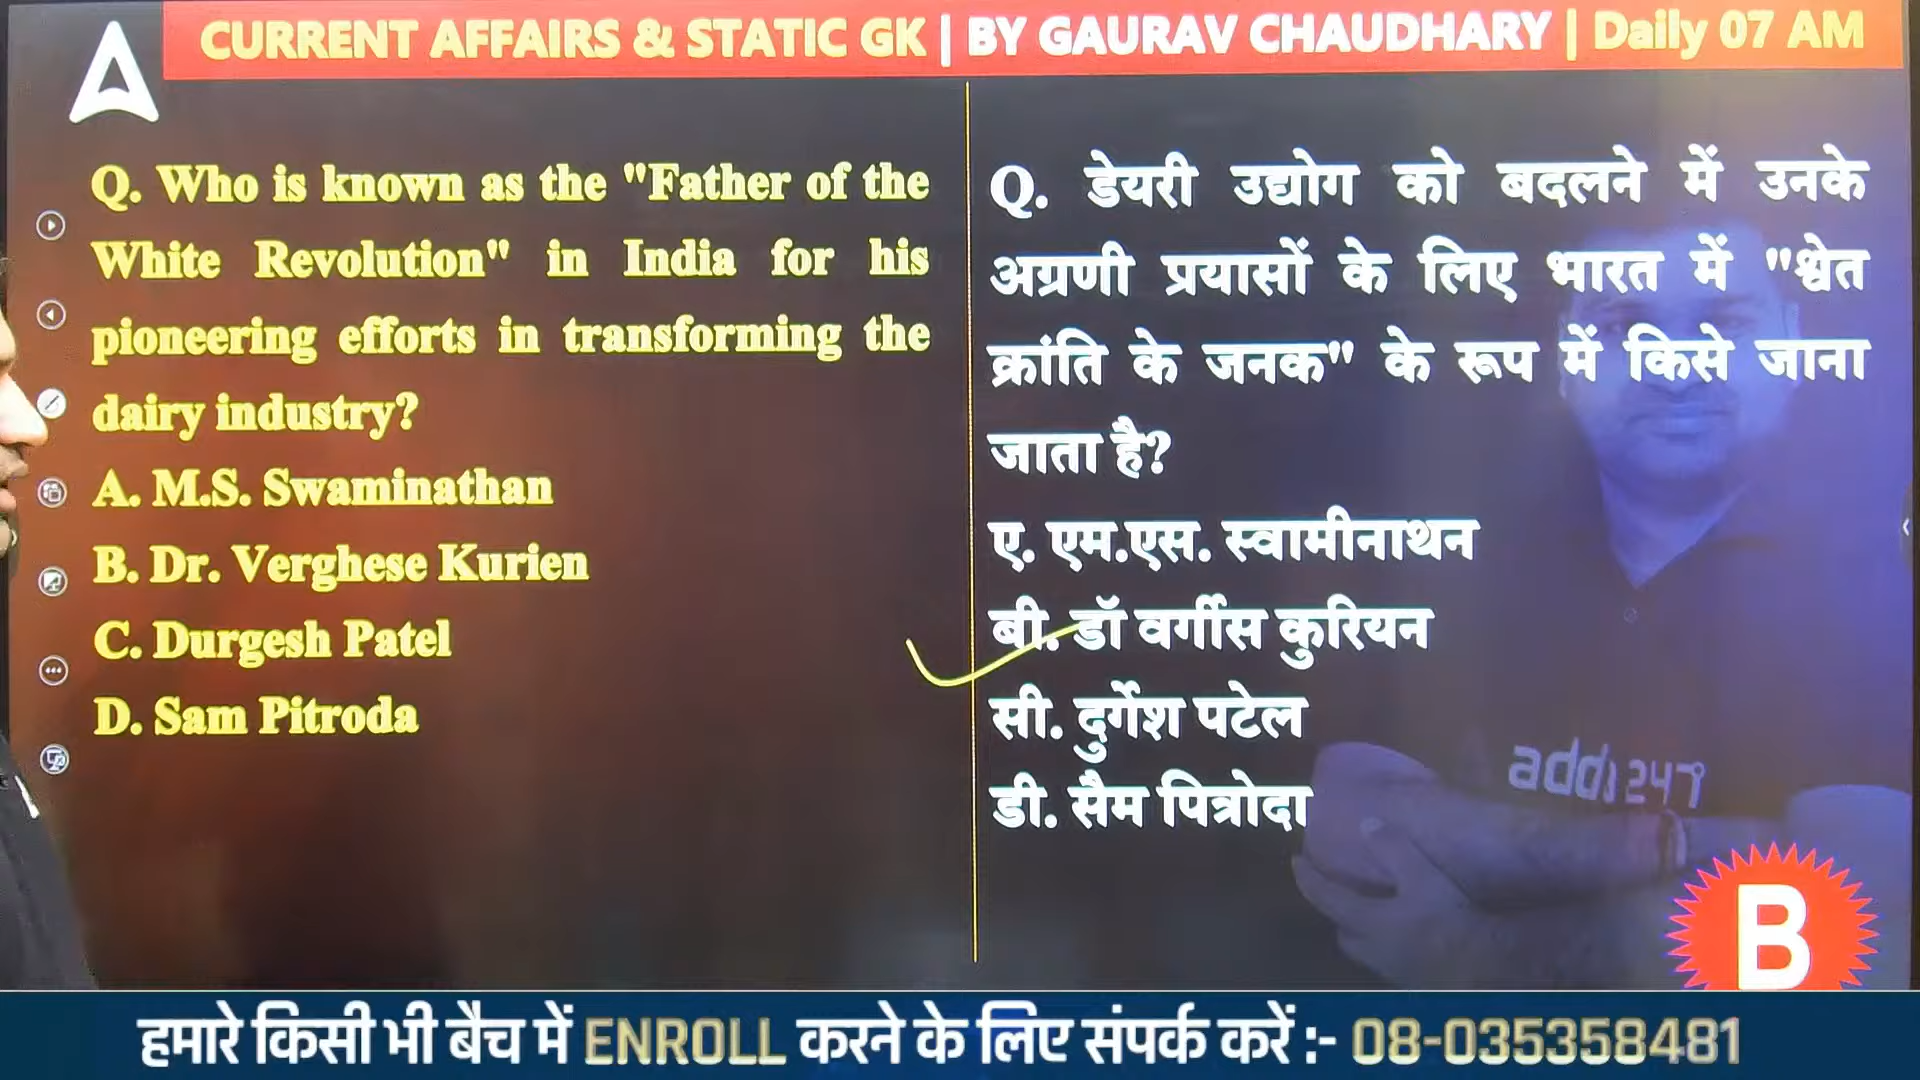 CURRENT AFFAIRS & STATIC GK | BY GAURAV CHAUDHARY | Daily 07 AM
Q. Who is known as the "Father of the
White Revolution" in India for his
pioneering efforts in transforming the
dairy industry?
A. M.S. Swaminathan
B. Dr. Verghese Kurien
C. Durgesh Patel
D. Sam Pitroda
Q. डेयरी उद्योग को बदलने में उनके
अग्रणी प्रयासों के लिए भारत में "श्वेत
क्रांति के जनक" के रूप में किसे जाना
जाता है?
ए. एम.एस. स्वामीनाथन
बी. डॉ वर्गीस कुरियन
सी. दुर्गेश पटेल
डी. सैम पित्रोदा
adda247
B
हमारे किसी भी बैच में ENROLL करने के लिए संपर्क करें :- 08-035358481